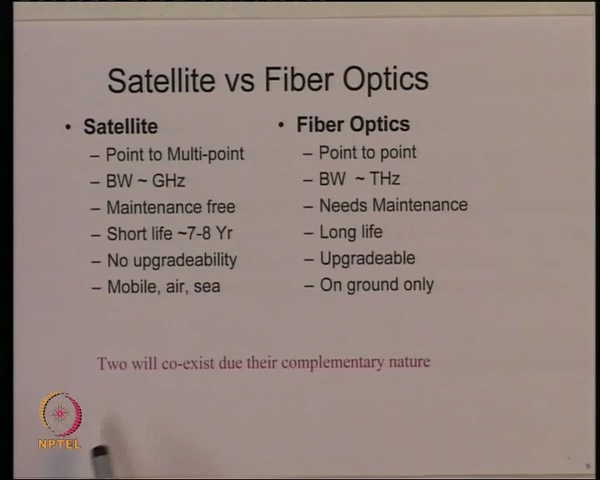 Satellite vs Fiber Optics
• Satellite
– Point to Multi-point
– BW ~ GHz
– Maintenance free
– Short life ~7-8 Yr
– No upgradeability
– Mobile, air, sea
• Fiber Optics
– Point to point
– BW ~ THz
– Needs Maintenance
– Long life
– Upgradeable
– On ground only
Two will co-exist due their complementary nature
NPTEL